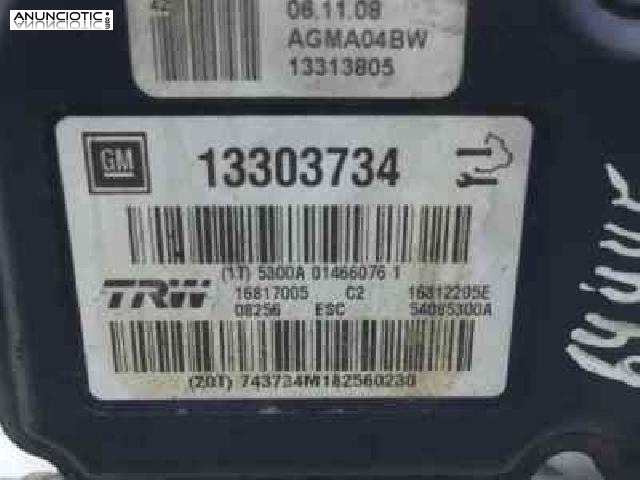 ANUNCIOTIC
AZ
06.11.08
AGMA04BW
13313805
GM
13303734
(1T) 5300A 01466076 1
TRW
16817005 C2 16812205E
08256 ESC 54085300A
(20T) 743734M182560230